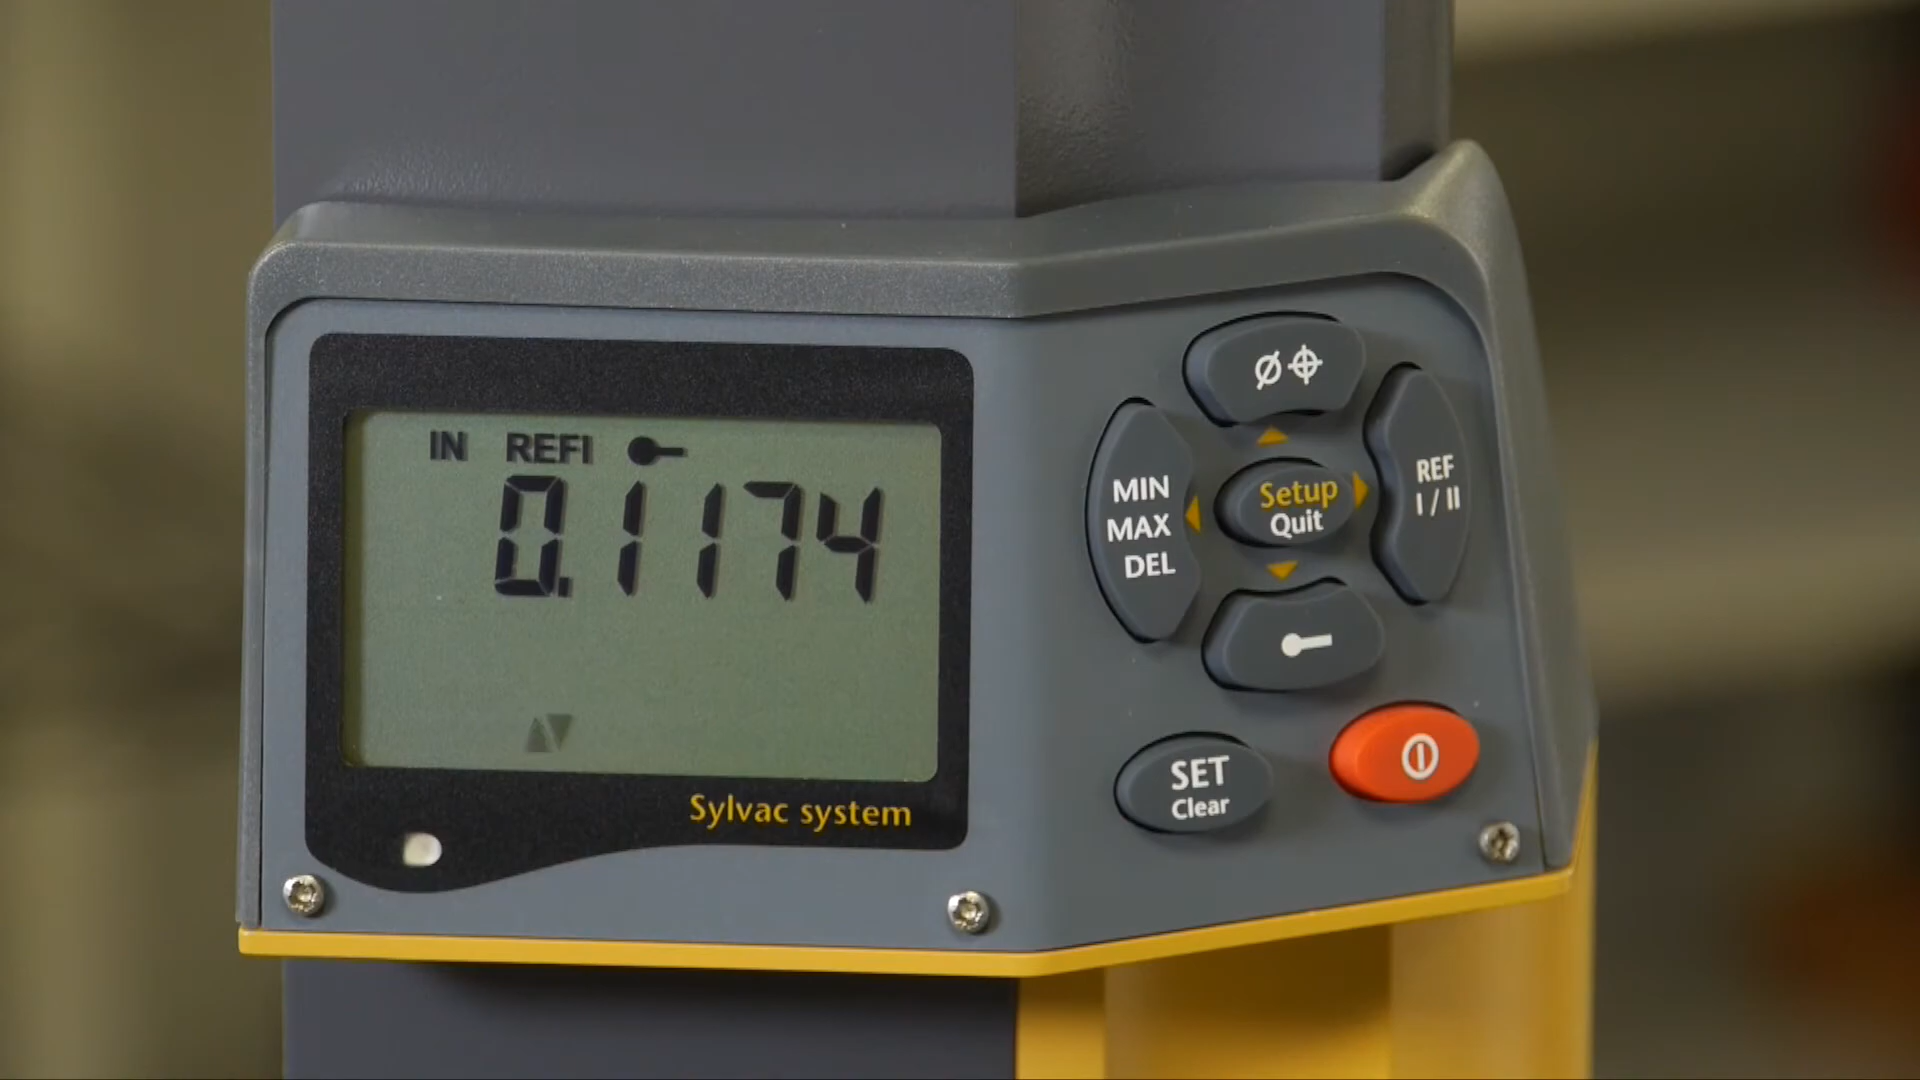 IN REFI
0.1174
Sylvac system
MIN
MAX
DEL
Setup
Quit
REF
I / II
SET
Clear